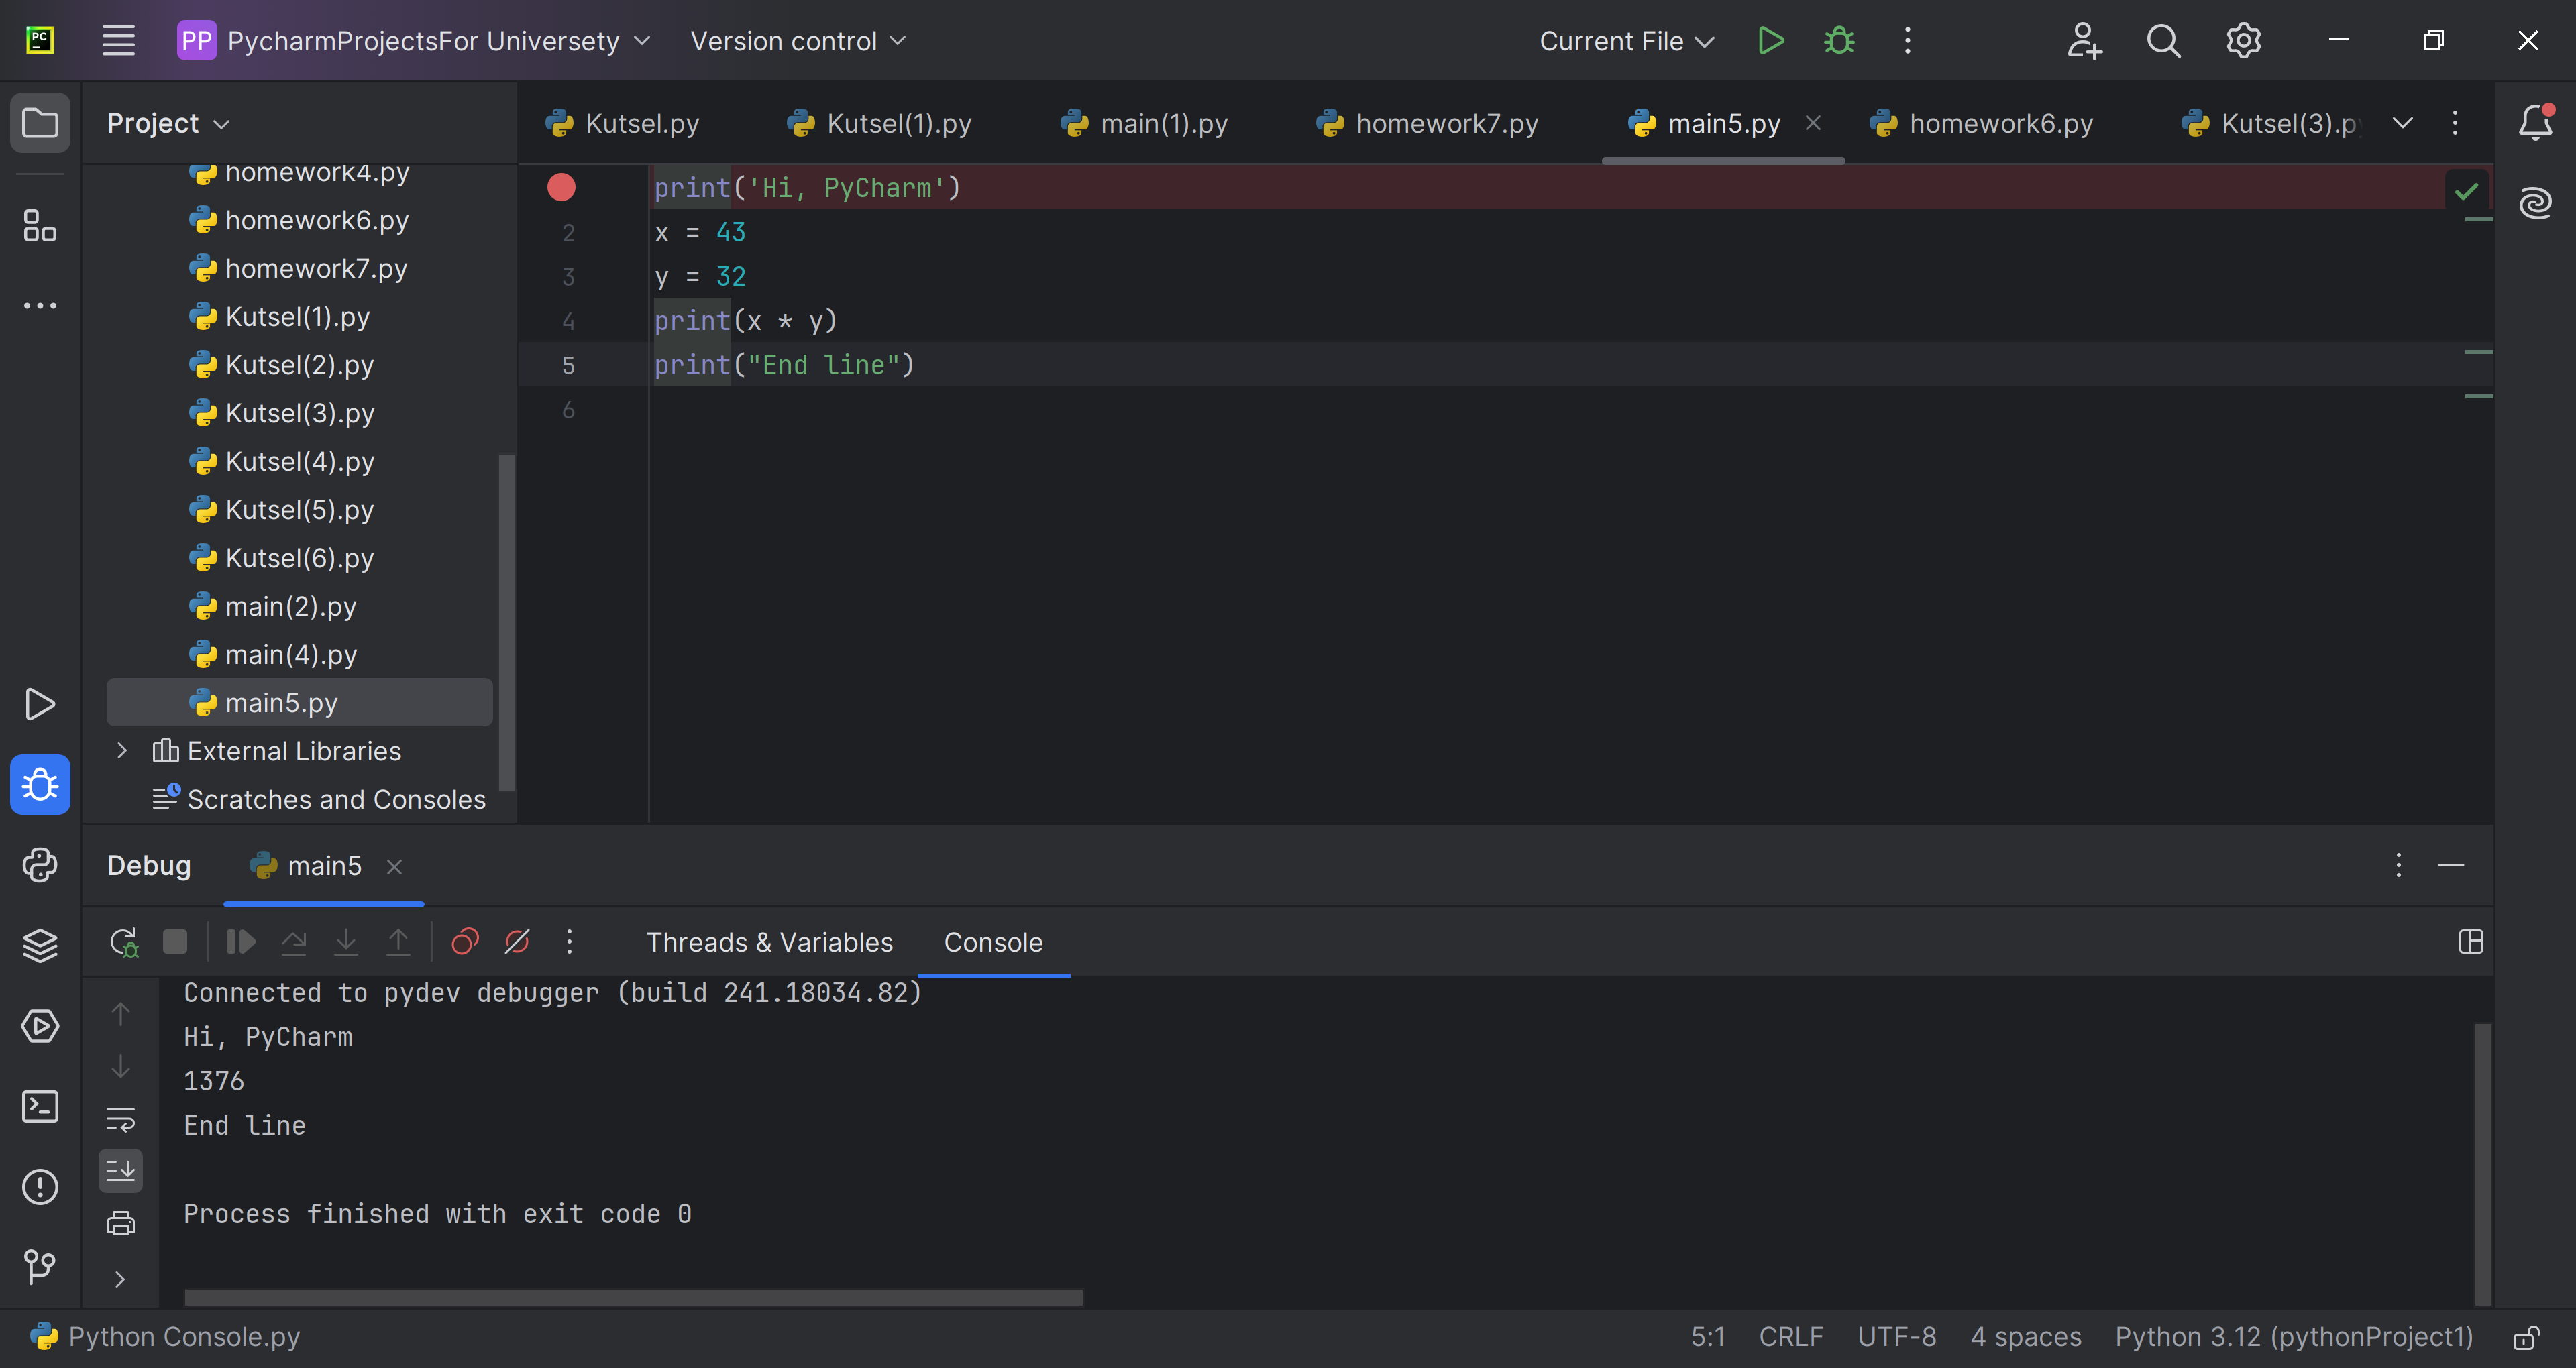 PC
PP PycharmProjectsFor Universety Version control Current File
Project
Kutsel.py Kutsel(1).py main(1).py homework7.py main5.py homework6.py Kutsel(3).py
homework4.py
homework6.py
homework7.py
Kutsel(1).py
Kutsel(2).py
Kutsel(3).py
Kutsel(4).py
Kutsel(5).py
Kutsel(6).py
main(2).py
main(4).py
main5.py
External Libraries
Scratches and Consoles
print('Hi, PyCharm')
2 x = 43
3 y = 32
4 print(x * y)
5 print("End line")
6
Debug main5
Threads & Variables Console
Connected to pydev debugger (build 241.18034.82)
Hi, PyCharm
1376
End line
Process finished with exit code 0
Python Console.py 5:1 CRLF UTF-8 4 spaces Python 3.12 (pythonProject1)